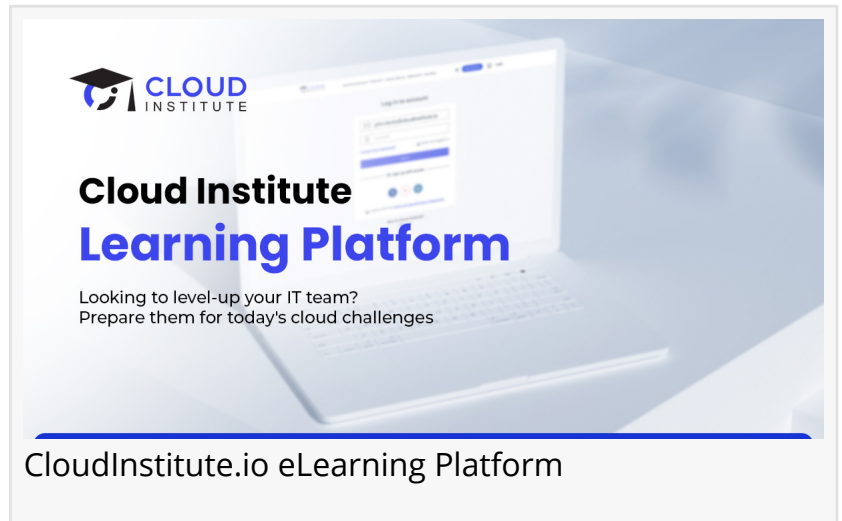 CLOUD
INSTITUTE
Cloud Institute
Learning Platform
Looking to level-up your IT team?
Prepare them for today's cloud challenges
CloudInstitute.io eLearning Platform